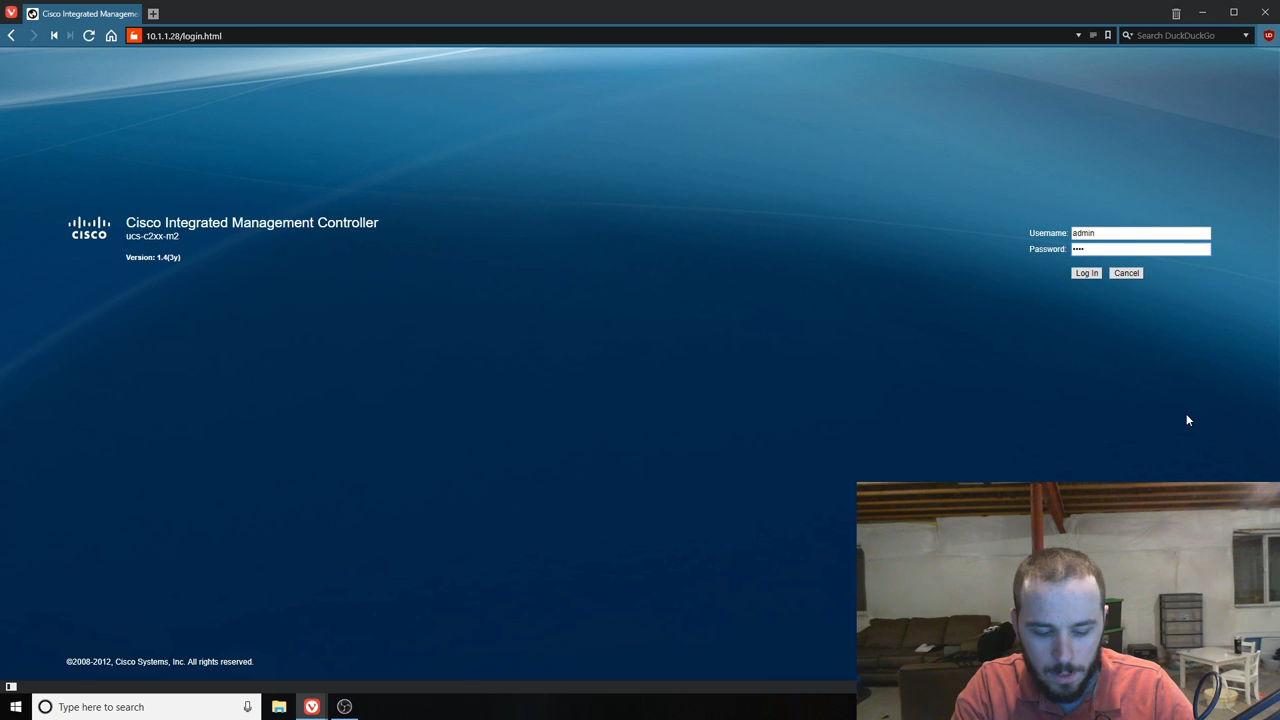 Cisco Integrated Manageme
10.1.1.28/login.html
Search DuckDuckGo
CISCO
Cisco Integrated Management Controller
ucs-c2xx-m2
Version: 1.4(3y)
Username: admin
Password: ••••
Log In Cancel
©2008-2012, Cisco Systems, Inc. All rights reserved.
Type here to search